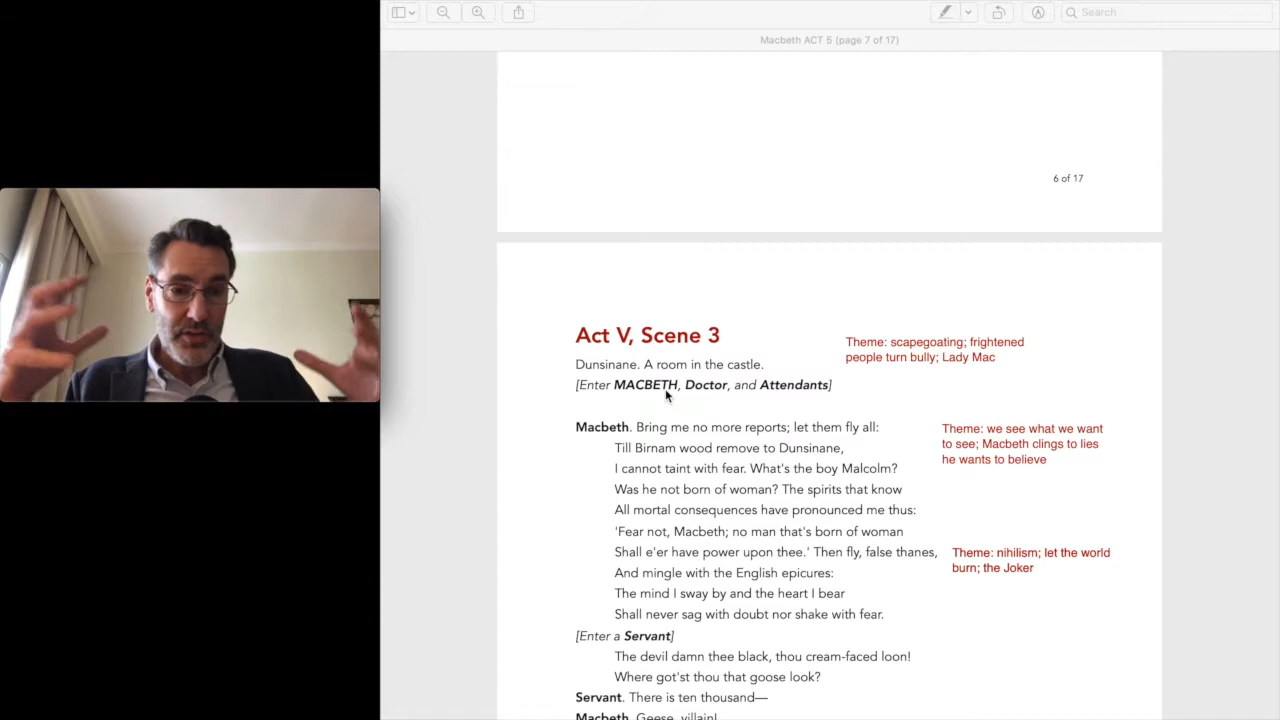 Search
Macbeth ACT 5 (page 7 of 17)
6 of 17
Act V, Scene 3
Theme: scapegoating; frightened
people turn bully; Lady Mac
Dunsinane. A room in the castle.
[Enter MACBETH, Doctor, and Attendants]
Macbeth. Bring me no more reports; let them fly all:
Till Birnam wood remove to Dunsinane,
I cannot taint with fear. What's the boy Malcolm?
Was he not born of woman? The spirits that know
All mortal consequences have pronounced me thus:
'Fear not, Macbeth; no man that's born of woman
Shall e'er have power upon thee.' Then fly, false thanes,
And mingle with the English epicures:
The mind I sway by and the heart I bear
Shall never sag with doubt nor shake with fear.
Theme: we see what we want
to see; Macbeth clings to lies
he wants to believe
Theme: nihilism; let the world
burn; the Joker
[Enter a Servant]
The devil damn thee black, thou cream-faced loon!
Where got'st thou that goose look?
Servant. There is ten thousand—
Macbeth. Geese, villain!